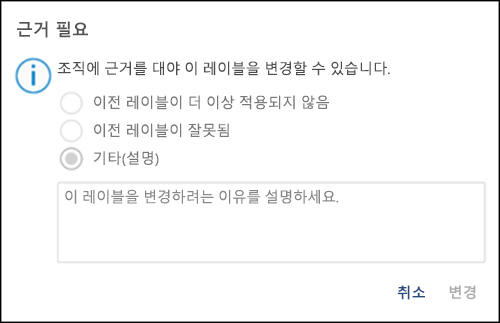 근거 필요
조직에 근거를 대야 이 레이블을 변경할 수 있습니다.
이전 레이블이 더 이상 적용되지 않음
이전 레이블이 잘못됨
기타(설명)
이 레이블을 변경하려는 이유를 설명하세요.
취소 변경